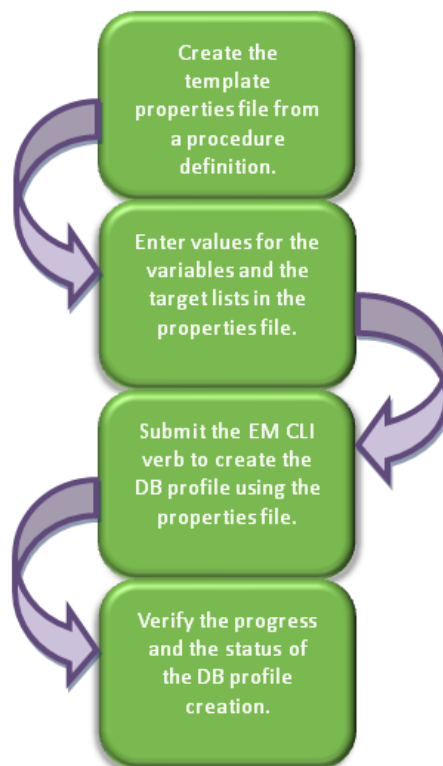 Create the
template
properties file from
a procedure
definition.
Enter values for the
variables and the
target lists in the
properties file.
Submit the EM CLI
verb to create the
DB profile using the
properties file.
Verify the progress
and the status of
the DB profile
creation.